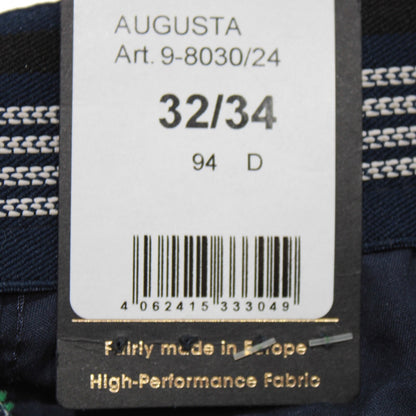 AUGUSTA
Art. 9-8030/24
32/34
94 D
4 062415 333049
Fairly made in Europe
High-Performance Fabric